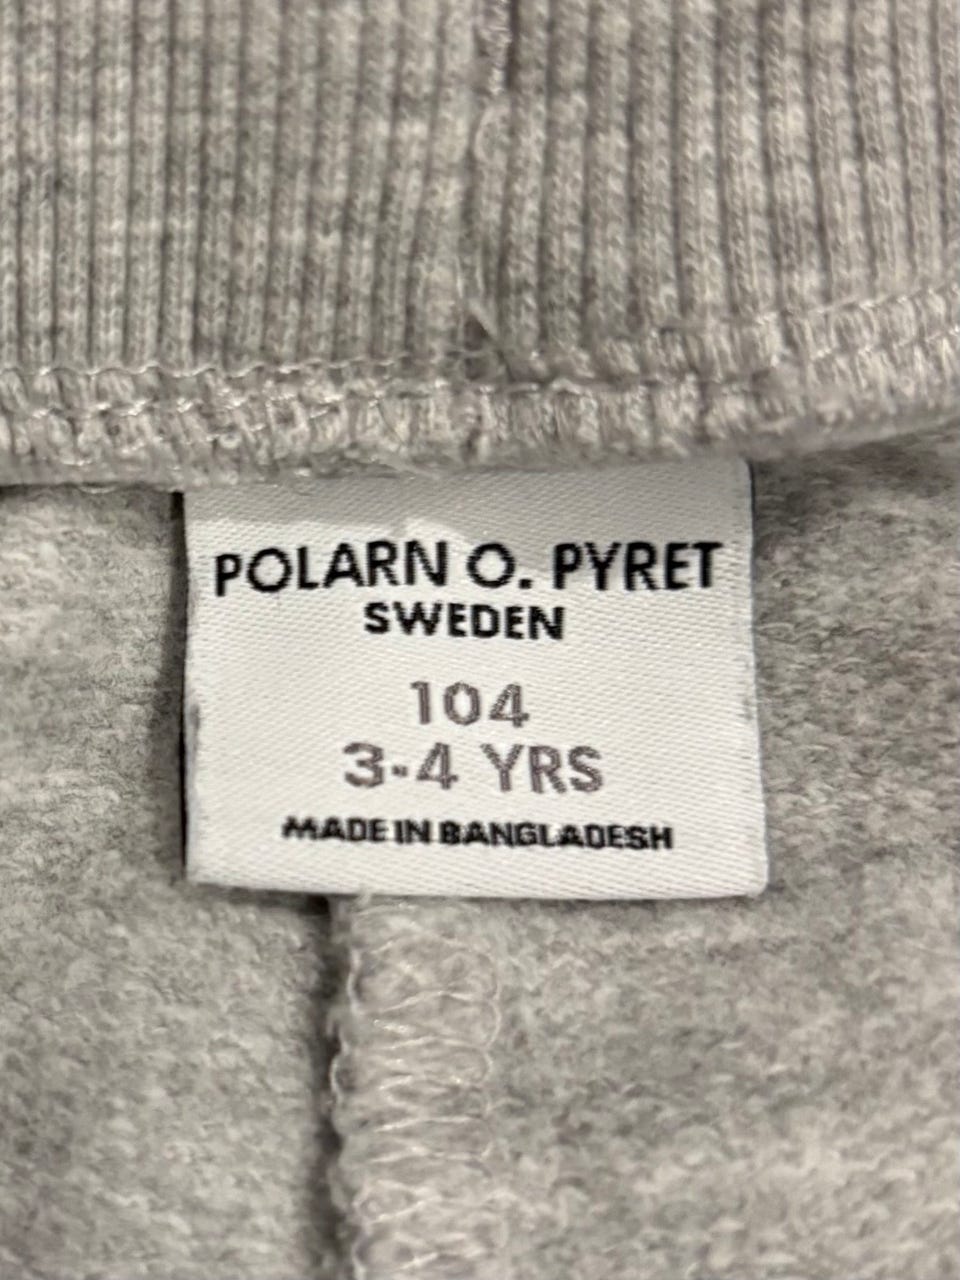 POLARN O. PYRET
SWEDEN
104
3-4 YRS
MADE IN BANGLADESH